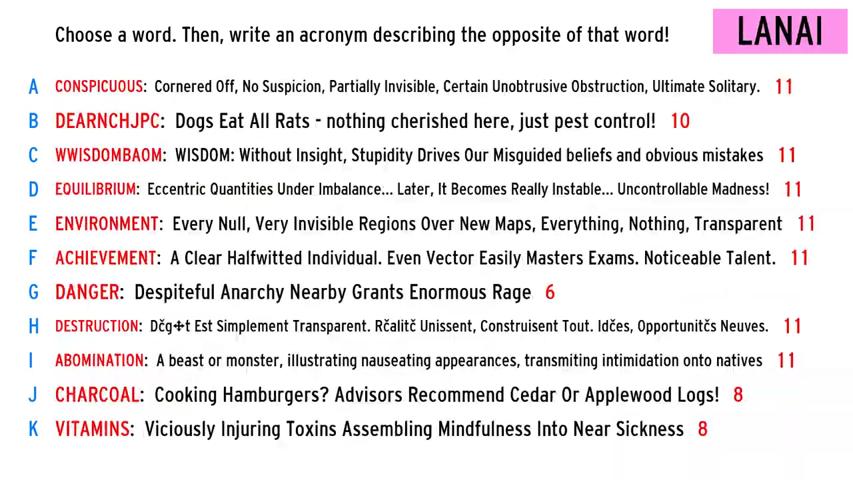 Choose a word. Then, write an acronym describing the opposite of that word!
LANAI
A CONSPICUOUS: Cornered Off, No Suspicion, Partially Invisible, Certain Unobtrusive Obstruction, Ultimate Solitary. 11
B DEARNCHJPC: Dogs Eat All Rats - nothing cherished here, just pest control! 10
C WWISDOMBAOM: WISDOM: Without Insight, Stupidity Drives Our Misguided beliefs and obvious mistakes 11
D EQUILIBRIUM: Eccentric Quantities Under Imbalance... Later, It Becomes Really Instable... Uncontrollable Madness! 11
E ENVIRONMENT: Every Null, Very Invisible Regions Over New Maps, Everything, Nothing, Transparent 11
F ACHIEVEMENT: A Clear Halfwitted Individual. Even Vector Easily Masters Exams. Noticeable Talent. 11
G DANGER: Despiteful Anarchy Nearby Grants Enormous Rage 6
H DESTRUCTION: Dčg✢t Est Simplement Transparent. Rčalitč Unissent, Construisent Tout. Idčes, Opportunitčs Neuves. 11
I ABOMINATION: A beast or monster, illustrating nauseating appearances, transmiting intimidation onto natives 11
J CHARCOAL: Cooking Hamburgers? Advisors Recommend Cedar Or Applewood Logs! 8
K VITAMINS: Viciously Injuring Toxins Assembling Mindfulness Into Near Sickness 8